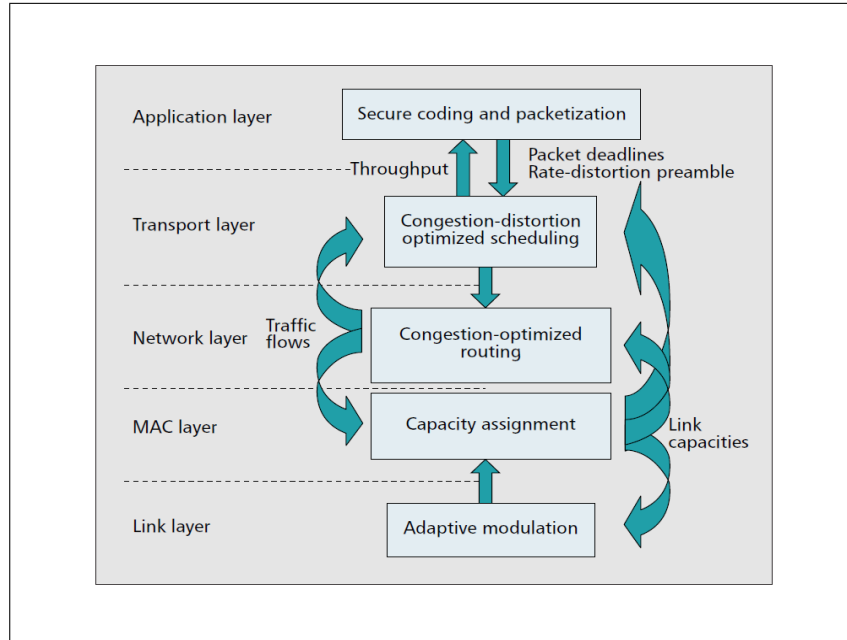 Application layer
Secure coding and packetization
Throughput
Packet deadlines
Rate-distortion preamble
Transport layer
Congestion-distortion
optimized scheduling
Network layer
Traffic
flows
Congestion-optimized
routing
MAC layer
Capacity assignment
Link
capacities
Link layer
Adaptive modulation